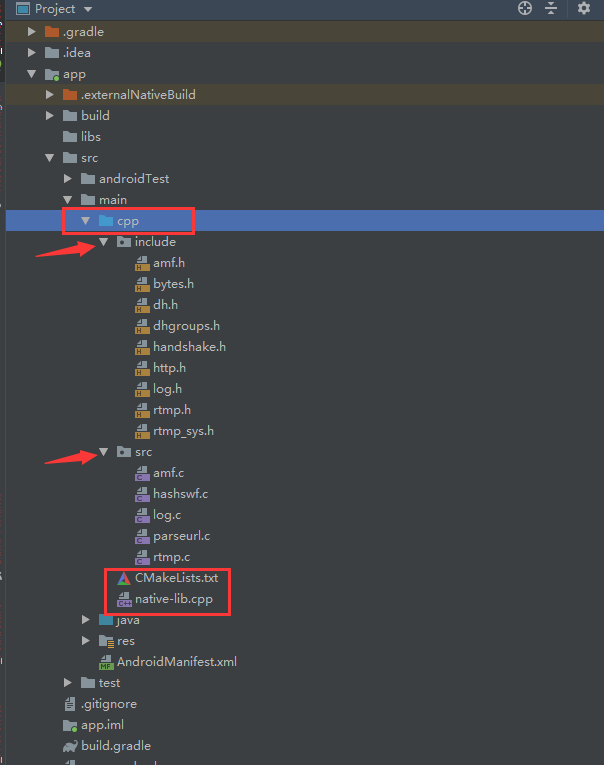 Project
.gradle
.idea
app
.externalNativeBuild
build
libs
src
androidTest
main
cpp
include
amf.h
bytes.h
dh.h
dhgroups.h
handshake.h
http.h
log.h
rtmp.h
rtmp_sys.h
src
amf.c
hashswf.c
log.c
parseurl.c
rtmp.c
CMakeLists.txt
native-lib.cpp
java
res
AndroidManifest.xml
test
.gitignore
app.iml
build.gradle